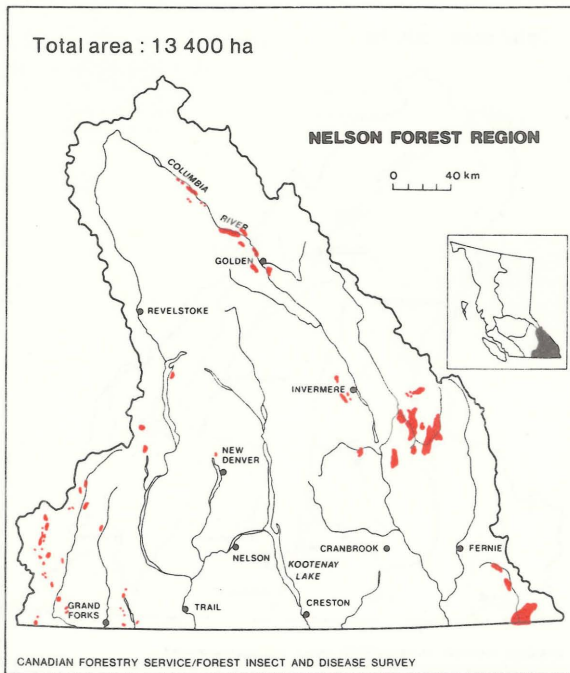 Total area : 13 400 ha
NELSON FOREST REGION
0 40 km
COLUMBIA
RIVER
GOLDEN
REVELSTOKE
INVERMERE
NEW
DENVER
NELSON
KOOTENAY
LAKE
CRANBROOK
FERNIE
GRAND
FORKS
TRAIL
CRESTON
CANADIAN FORESTRY SERVICE/FOREST INSECT AND DISEASE SURVEY